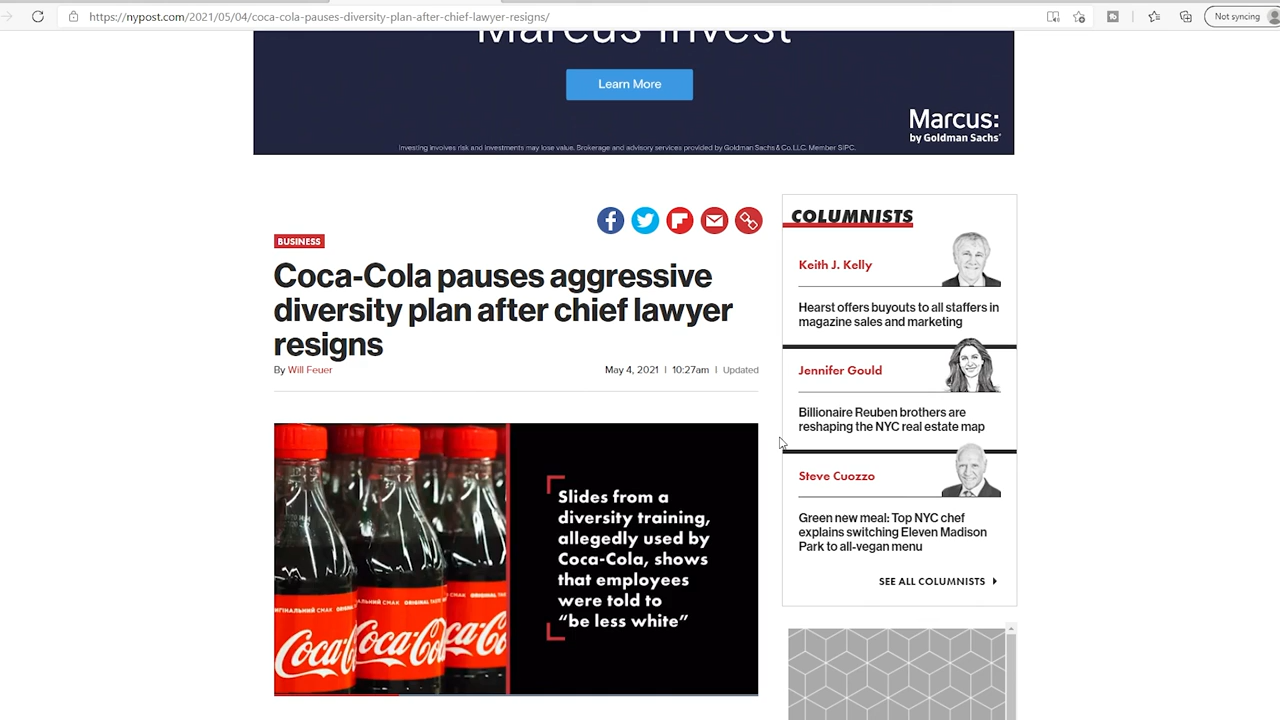 https://nypost.com/2021/05/04/coca-cola-pauses-diversity-plan-after-chief-lawyer-resigns/
Not syncing
Marcus Invest
Learn More
Marcus:
by Goldman Sachs®
Investing involves risk and investments may lose value. Brokerage and advisory services provided by Goldman Sachs & Co. LLC. Member SIPC.
BUSINESS
Coca-Cola pauses aggressive
diversity plan after chief lawyer
resigns
By Will Feuer
May 4, 2021 | 10:27am | Updated
Slides from a
diversity training,
allegedly used by
Coca-Cola, shows
that employees
were told to
“be less white”
ОРИГІНАЛЬНИЙ СМАК ORIGINAL
Coca-Cola
COLUMNISTS
Keith J. Kelly
Hearst offers buyouts to all staffers in
magazine sales and marketing
Jennifer Gould
Billionaire Reuben brothers are
reshaping the NYC real estate map
Steve Cuozzo
Green new meal: Top NYC chef
explains switching Eleven Madison
Park to all-vegan menu
SEE ALL COLUMNISTS